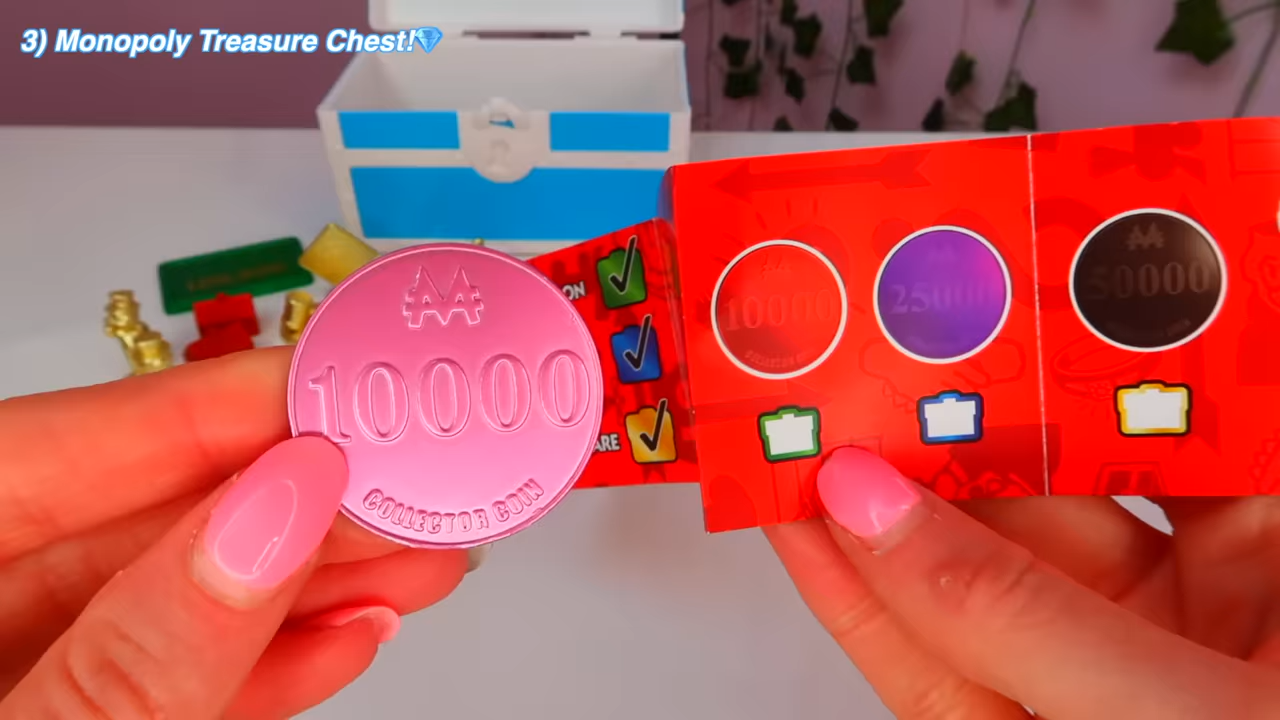 3) Monopoly Treasure Chest!💎
10000
COLLECTOR COIN
ON
ARE
10000
25000
50000